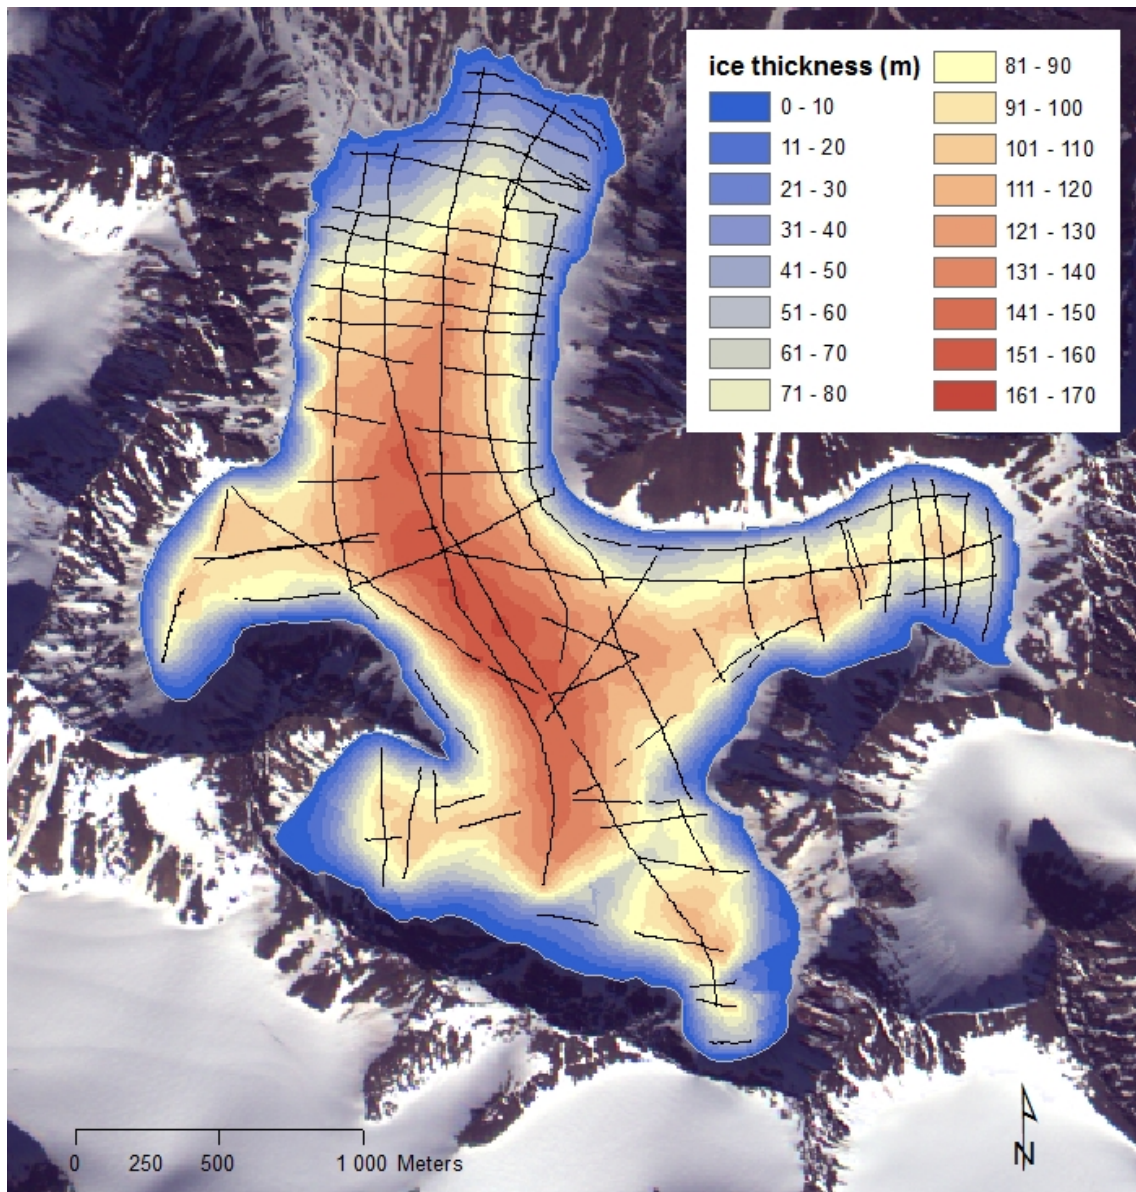 ice thickness (m)
0 - 10
11 - 20
21 - 30
31 - 40
41 - 50
51 - 60
61 - 70
71 - 80
81 - 90
91 - 100
101 - 110
111 - 120
121 - 130
131 - 140
141 - 150
151 - 160
161 - 170
0 250 500 1 000 Meters
N